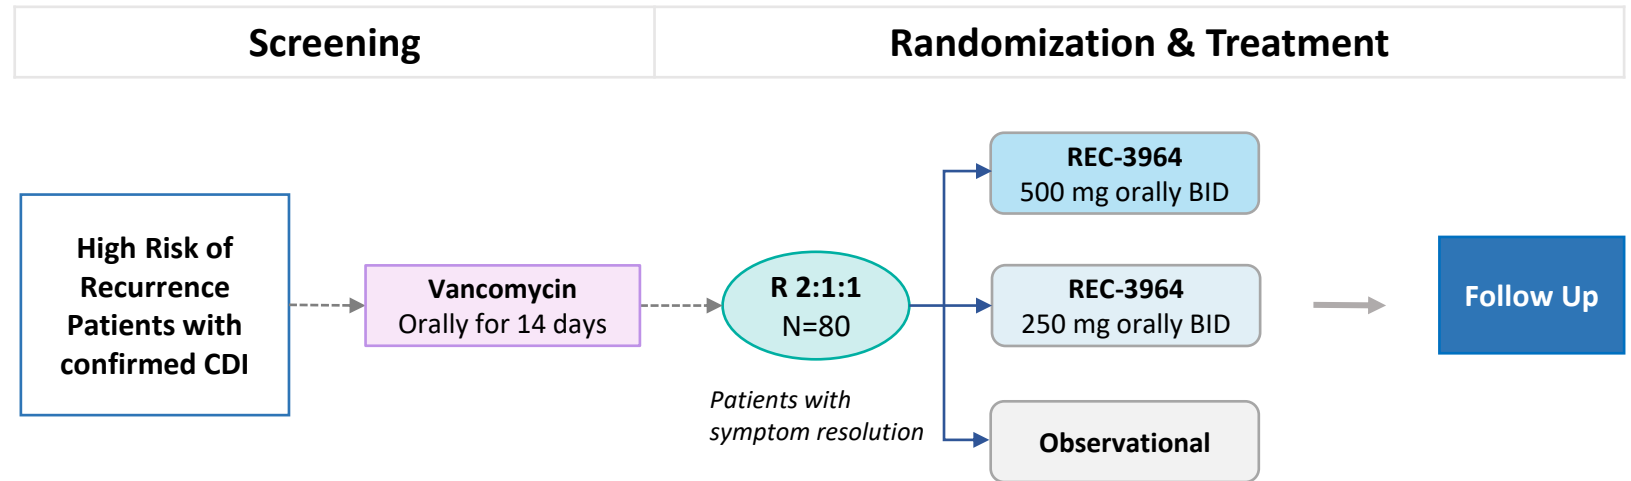 Screening
Randomization & Treatment
High Risk of
Recurrence
Patients with
confirmed CDI
Vancomycin
Orally for 14 days
R 2:1:1
N=80
Patients with
symptom resolution
REC-3964
500 mg orally BID
REC-3964
250 mg orally BID
Observational
Follow Up